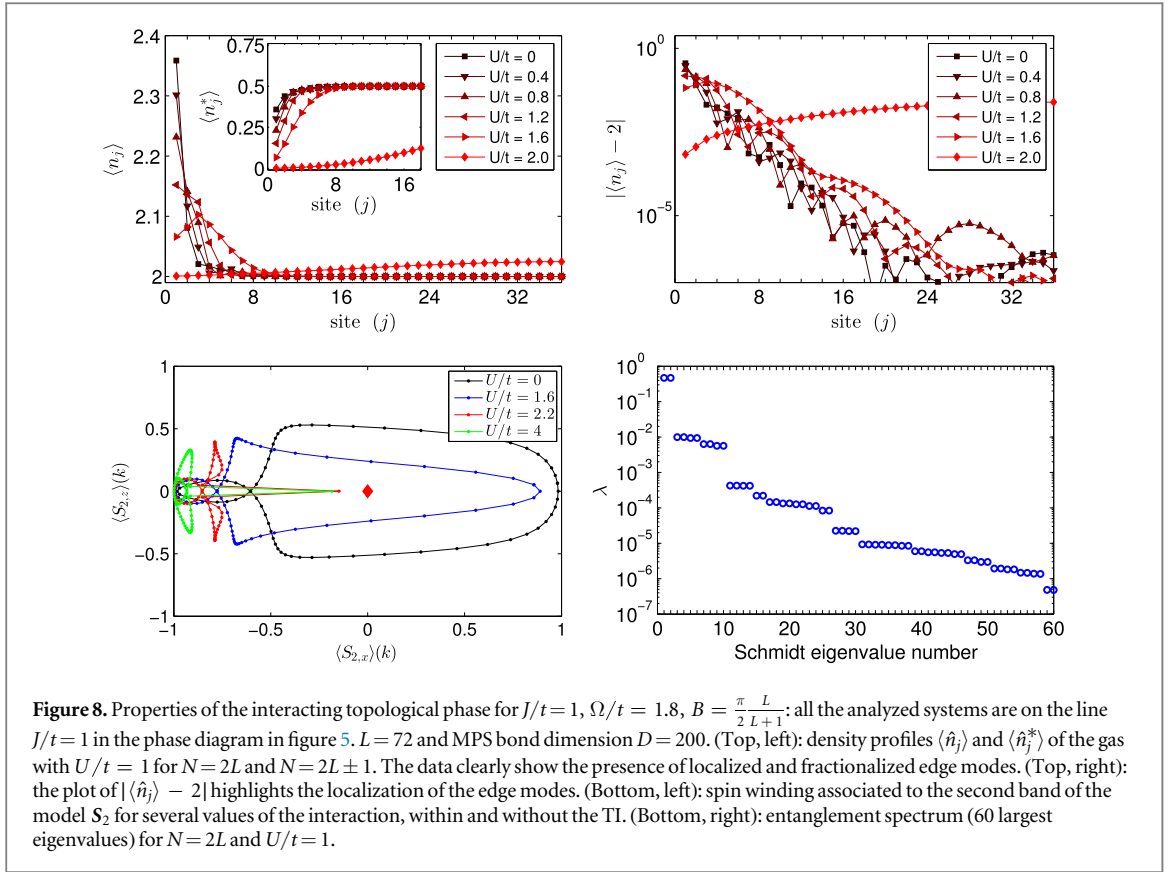 2.4
2.3
2.2
2.1
2
⟨n_j⟩
0 8 16 24 32
site (j)
0.75
0.5
0.25
0
⟨n_j^*⟩
0 8 16
site (j)
U/t = 0
U/t = 0.4
U/t = 0.8
U/t = 1.2
U/t = 1.6
U/t = 2.0
10^0
10^−5
|⟨n_j⟩ − 2|
0 8 16 24 32
site (j)
U/t = 0
U/t = 0.4
U/t = 0.8
U/t = 1.2
U/t = 1.6
U/t = 2.0
1
0.5
0
−0.5
−1
⟨S_{2,z}⟩(k)
−1 −0.5 0 0.5 1
⟨S_{2,x}⟩(k)
U/t = 0
U/t = 1.6
U/t = 2.2
U/t = 4
10^0
10^−1
10^−2
10^−3
10^−4
10^−5
10^−6
10^−7
λ
0 10 20 30 40 50 60
Schmidt eigenvalue number
Figure 8. Properties of the interacting topological phase for J/t = 1, Ω/t = 1.8, B = π/2 L/(L + 1): all the analyzed systems are on the line
J/t = 1 in the phase diagram in figure 5. L = 72 and MPS bond dimension D = 200. (Top, left): density profiles ⟨n̂_j⟩ and ⟨n̂_j^*⟩ of the gas
with U/t = 1 for N = 2L and N = 2L ± 1. The data clearly show the presence of localized and fractionalized edge modes. (Top, right):
the plot of |⟨n̂_j⟩ − 2| highlights the localization of the edge modes. (Bottom, left): spin winding associated to the second band of the
model S_2 for several values of the interaction, within and without the TI. (Bottom, right): entanglement spectrum (60 largest
eigenvalues) for N = 2L and U/t = 1.